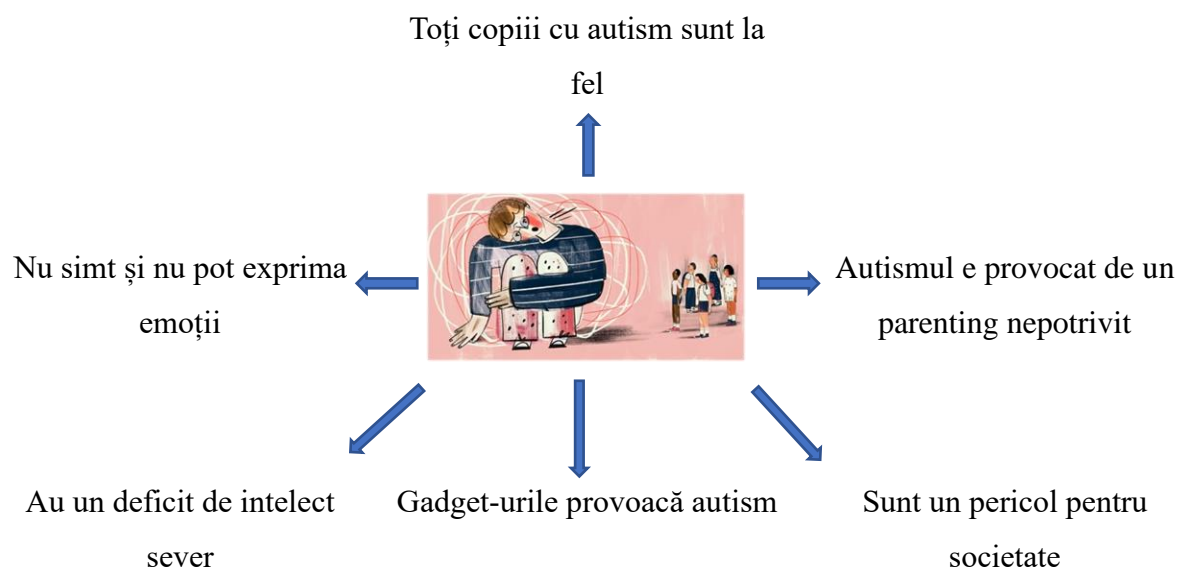 Toți copiii cu autism sunt la
fel
Nu simt și nu pot exprima
emoții
Autismul e provocat de un
parenting nepotrivit
Au un deficit de intelect
sever
Gadget-urile provoacă autism
Sunt un pericol pentru
societate